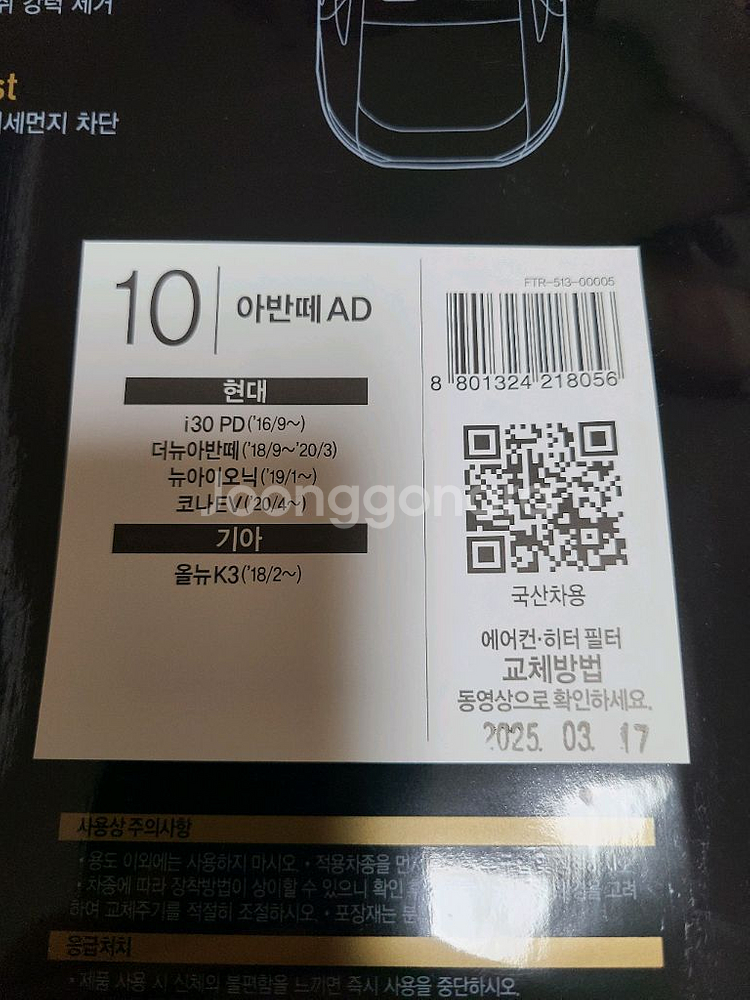 강력 제거
st
세먼지 차단
10 아반떼 AD
현대
i30 PD('16/9~)
더뉴아반떼('18/9~'20/3)
뉴아이오닉('19/1~)
코나EV('20/4~)
기아
올뉴K3('18/2~)
FTR-513-00005
8 801324 218056
국산차용
에어컨·히터 필터
교체방법
동영상으로 확인하세요.
2025. 03. 17
Joonggonara
사용상 주의사항
• 용도 이외에는 사용하지 마시오. • 적용차종을 먼저
• 차종에 따라 장착방법이 상이할 수 있으니 확인 고려
하여 교체주기를 적절히 조절하시오. • 포장재는
응급처치
• 제품 사용 시 신체의 불편함을 느끼면 즉시 사용을 중단하시오.